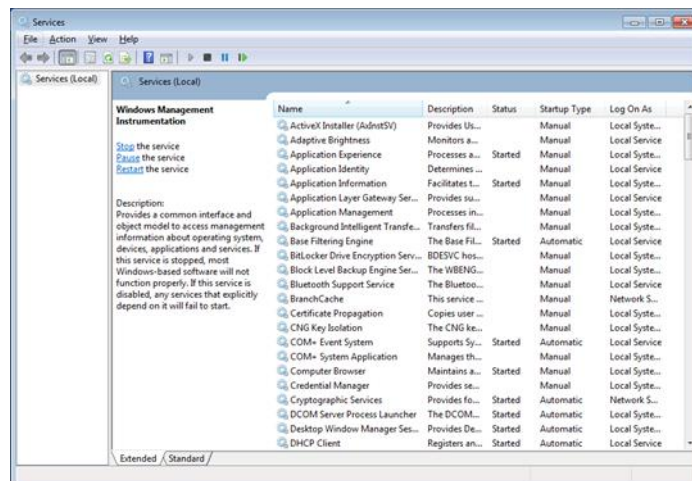 Services
File Action View Help
Services (Local)
Services (Local)
Windows Management
Instrumentation
Stop the service
Pause the service
Restart the service
Description:
Provides a common interface and
object model to access management
information about operating system,
devices, applications and services. If
this service is stopped, most
Windows-based software will not
function properly. If this service is
disabled, any services that explicitly
depend on it will fail to start.
Name Description Status Startup Type Log On As
ActiveX Installer (AxInstSV) Provides Us... Manual Local Syste...
Adaptive Brightness Monitors a... Manual Local Service
Application Experience Processes a... Started Manual Local Syste...
Application Identity Determines ... Manual Local Service
Application Information Facilitates t... Started Manual Local Syste...
Application Layer Gateway Ser... Provides su... Manual Local Service
Application Management Processes in... Manual Local Syste...
Background Intelligent Transfe... Transfers fil... Manual Local Syste...
Base Filtering Engine The Base Fil... Started Automatic Local Service
BitLocker Drive Encryption Serv... BDESVC hos... Manual Local Syste...
Block Level Backup Engine Ser... The WBENG... Manual Local Syste...
Bluetooth Support Service The Bluetoo... Manual Local Service
BranchCache This service ... Manual Network S...
Certificate Propagation Copies user ... Manual Local Syste...
CNG Key Isolation The CNG ke... Manual Local Syste...
COM+ Event System Supports Sy... Started Automatic Local Service
COM+ System Application Manages th... Manual Local Syste...
Computer Browser Maintains a... Started Manual Local Syste...
Credential Manager Provides se... Manual Local Syste...
Cryptographic Services Provides fo... Started Automatic Network S...
DCOM Server Process Launcher The DCOM... Started Automatic Local Syste...
Desktop Window Manager Ses... Provides De... Started Automatic Local Syste...
DHCP Client Registers an... Started Automatic Local Service
Extended Standard